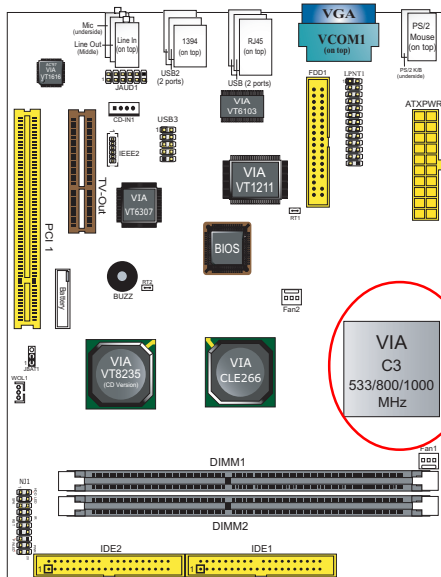 Mic
(underside)
Line Out
(Middle)
Line In
(on top)
1394
(on top)
USB2
(2 ports)
RJ45
(on top)
USB (2 ports)
VGA
VCOM1
(on top)
PS/2
Mouse
(on top)
PS/2 K/B
(underside)
VIA
VT1616
JAUD1
CD-IN1
USB3
1
VIA
VT6103
FDD1
LPNT1
ATXPWR
IEEE2
TV-Out
VIA
VT6307
VIA
VT1211
RT1
PCI 1
BIOS
BUZZ
RT2
Battery
Fan2
1
JBAT1
WOL1
VIA
VT8235
(CD Version)
VIA
CLE266
VIA
C3
533/800/1000
MHz
Fan1
DIMM1
NJ1
DIMM2
IDE2
IDE1
1
1